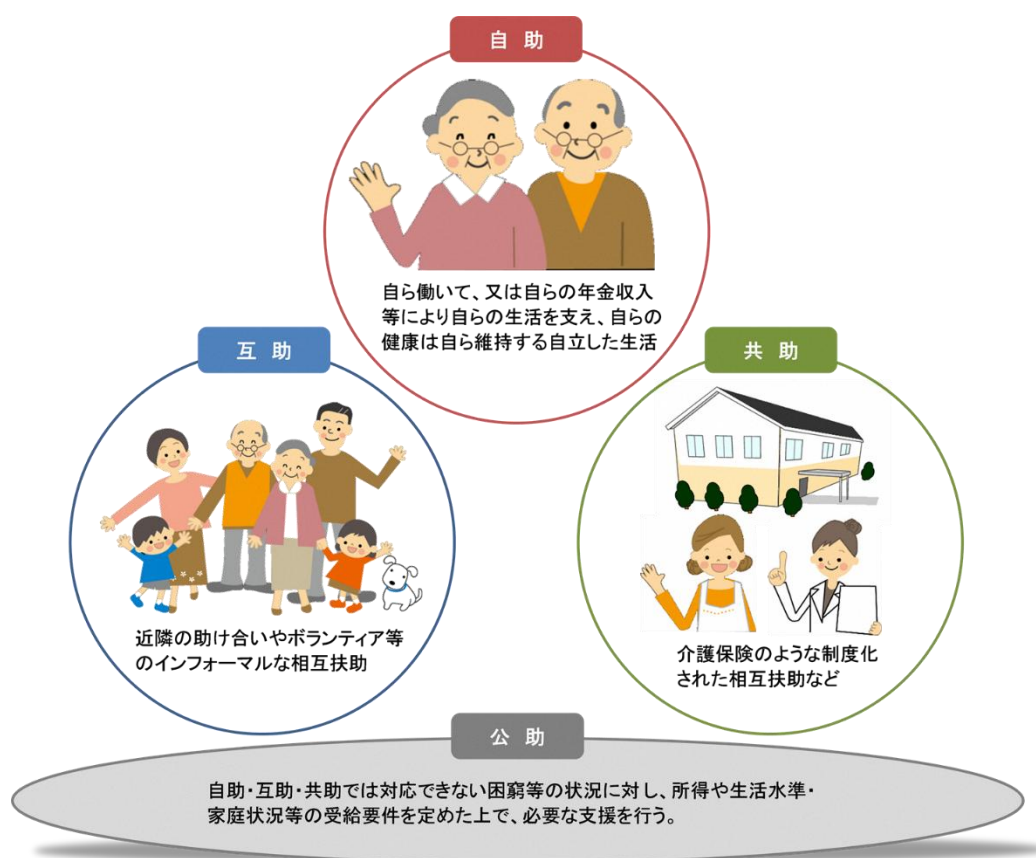 自助
自ら働いて、又は自らの年金収入
等により自らの生活を支え、自らの
健康は自ら維持する自立した生活
互助
近隣の助け合いやボランティア等
のインフォーマルな相互扶助
共助
介護保険のような制度化
された相互扶助など
公助
自助・互助・共助では対応できない困窮等の状況に対し、所得や生活水準・
家庭状況等の受給要件を定めた上で、必要な支援を行う。